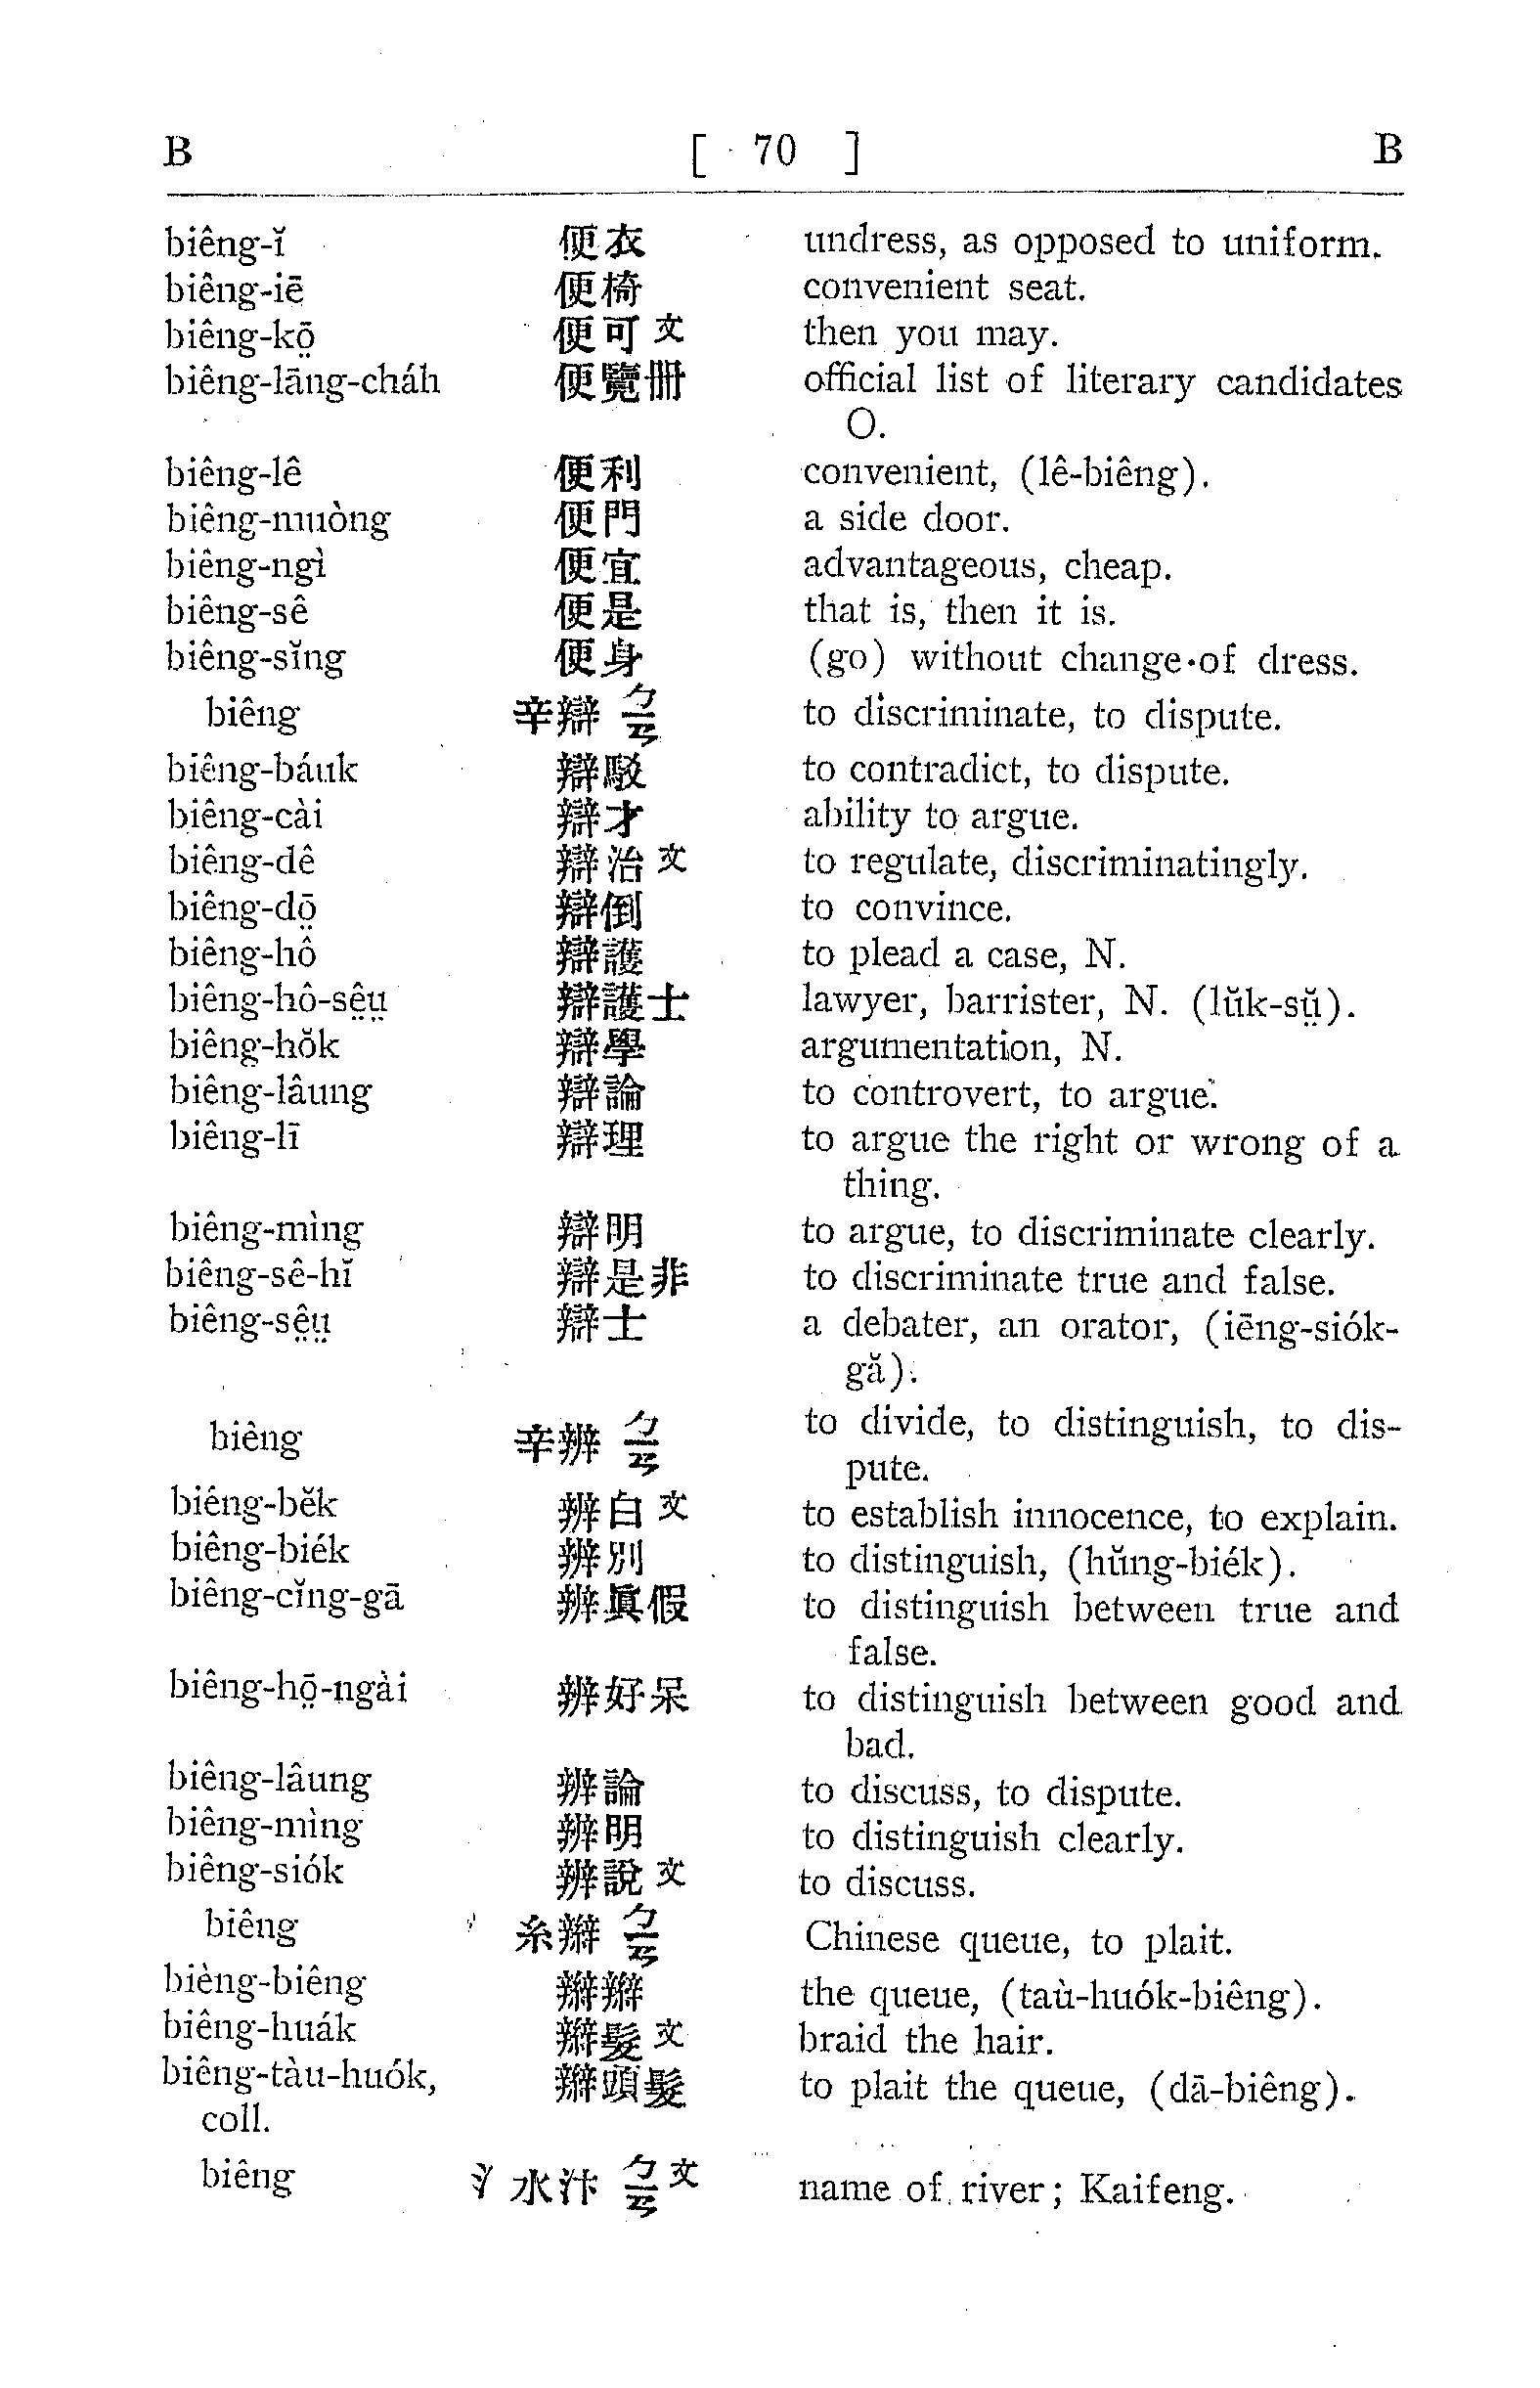 B [ 70 ] B
biêng-ĭ 便衣 undress, as opposed to uniform.
biêng-iē 便椅 convenient seat.
biêng-kō̤ 便可文 then you may.
biêng-lāng-cháh 便覽冊 official list of literary candidates
O.
biêng-lê 便利 convenient, (lê-biêng).
biêng-muòng 便門 a side door.
biêng-ngì 便宜 advantageous, cheap.
biêng-sê 便是 that is, then it is.
biêng-sĭng 便身 (go) without change of dress.
biêng 辛辯 ㄅㄧㄢ to discriminate, to dispute.
biêng-báuk 辯駁 to contradict, to dispute.
biêng-cài 辯才 ability to argue.
biêng-dê 辯治文 to regulate, discriminatingly.
biêng-dō̤ 辯倒 to convince.
biêng-hô 辯護 to plead a case, N.
biêng-hô-sê̤ṳ 辯護士 lawyer, barrister, N. (lŭk-sṳ̆).
biêng-hŏk 辯學 argumentation, N.
biêng-lâung 辯論 to controvert, to argue.
biêng-lī 辯理 to argue the right or wrong of a
thing.
biêng-mìng 辯明 to argue, to discriminate clearly.
biêng-sê-hĭ 辯是非 to discriminate true and false.
biêng-sê̤ṳ 辯士 a debater, an orator, (iēng-siók-
gă).
biêng 辛辨 ㄅㄧㄢ to divide, to distinguish, to dis-
pute.
biêng-bĕk 辨白文 to establish innocence, to explain.
biêng-biék 辨別 to distinguish, (hŭng-biék).
biêng-cĭng-gā 辨眞假 to distinguish between true and
false.
biêng-hō̤-ngài 辨好呆 to distinguish between good and
bad.
biêng-lâung 辨論 to discuss, to dispute.
biêng-mìng 辨明 to distinguish clearly.
biêng-siók 辨說文 to discuss.
biêng 糸辮 ㄅㄧㄢ Chinese queue, to plait.
bièng-biêng 辮辮 the queue, (taù-huók-biêng).
biêng-huák 辮髮文 braid the hair.
biêng-tàu-huók, 辮頭髮 to plait the queue, (dā-biêng).
coll.
biêng 氵水汴 ㄅㄧㄢ文 name of river; Kaifeng.